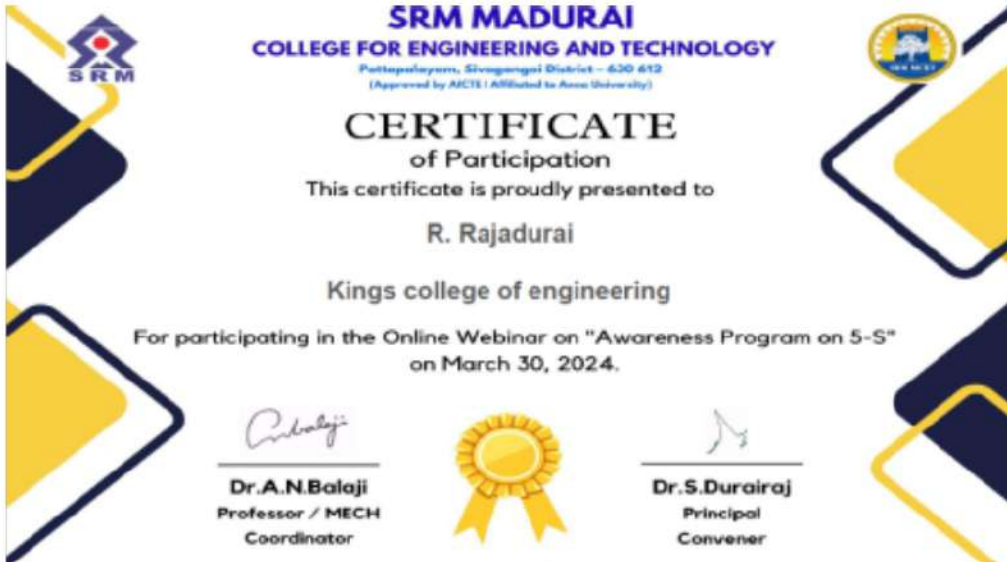 SRM MADURAI
COLLEGE FOR ENGINEERING AND TECHNOLOGY
Pottapalayam, Sivagangai District - 630 612
(Approved by AICTE | Affiliated to Anna University)
SRM
CERTIFICATE
of Participation
This certificate is proudly presented to
R. Rajadurai
Kings college of engineering
For participating in the Online Webinar on "Awareness Program on 5-S"
on March 30, 2024.
Dr.A.N.Balaji
Professor / MECH
Coordinator
Dr.S.Durairaj
Principal
Convener